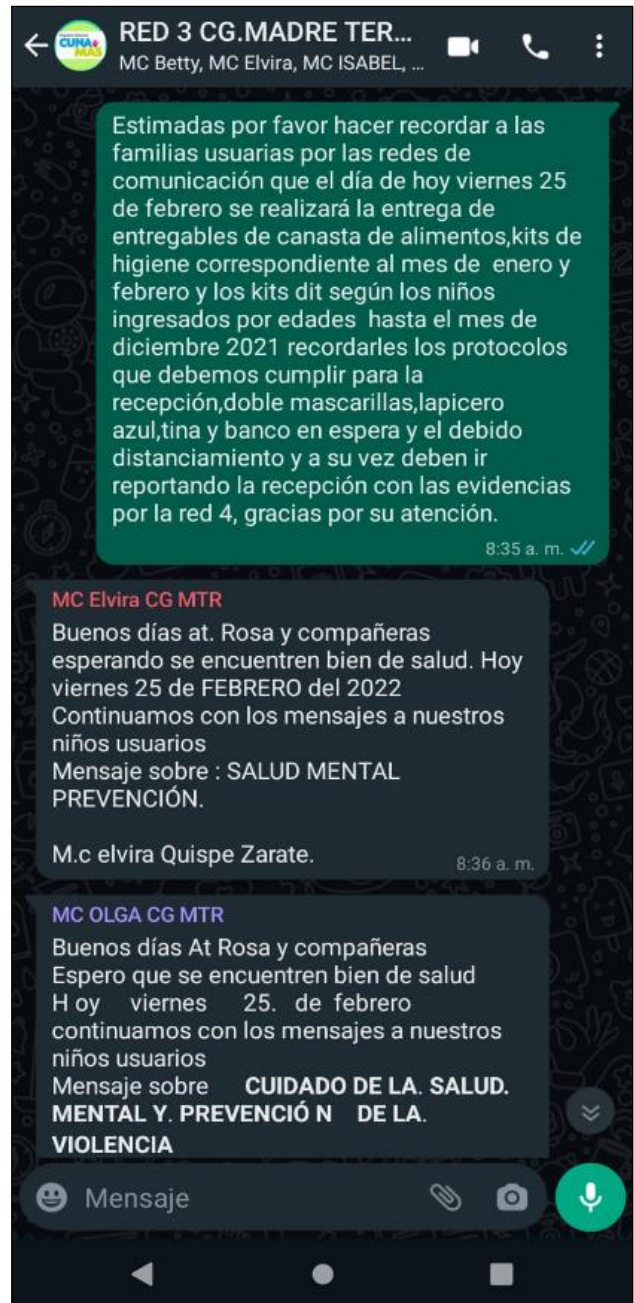 RED 3 CG.MADRE TER...
CUNA+
MAS
MC Betty, MC Elvira, MC ISABEL, ...
Estimadas por favor hacer recordar a las
familias usuarias por las redes de
comunicación que el día de hoy viernes 25
de febrero se realizará la entrega de
entregables de canasta de alimentos,kits de
higiene correspondiente al mes de enero y
febrero y los kits dit según los niños
ingresados por edades hasta el mes de
diciembre 2021 recordarles los protocolos
que debemos cumplir para la
recepción,doble mascarillas,lapicero
azul,tina y banco en espera y el debido
distanciamiento y a su vez deben ir
reportando la recepción con las evidencias
por la red 4, gracias por su atención.
8:35 a. m.
MC Elvira CG MTR
Buenos días at. Rosa y compañeras
esperando se encuentren bien de salud. Hoy
viernes 25 de FEBRERO del 2022
Continuamos con los mensajes a nuestros
niños usuarios
Mensaje sobre : SALUD MENTAL
PREVENCIÓN.
M.c elvira Quispe Zarate.
8:36 a. m.
MC OLGA CG MTR
Buenos días At Rosa y compañeras
Espero que se encuentren bien de salud
H oy viernes 25. de febrero
continuamos con los mensajes a nuestros
niños usuarios
Mensaje sobre CUIDADO DE LA. SALUD.
MENTAL Y. PREVENCIÓ N DE LA.
VIOLENCIA
Mensaje